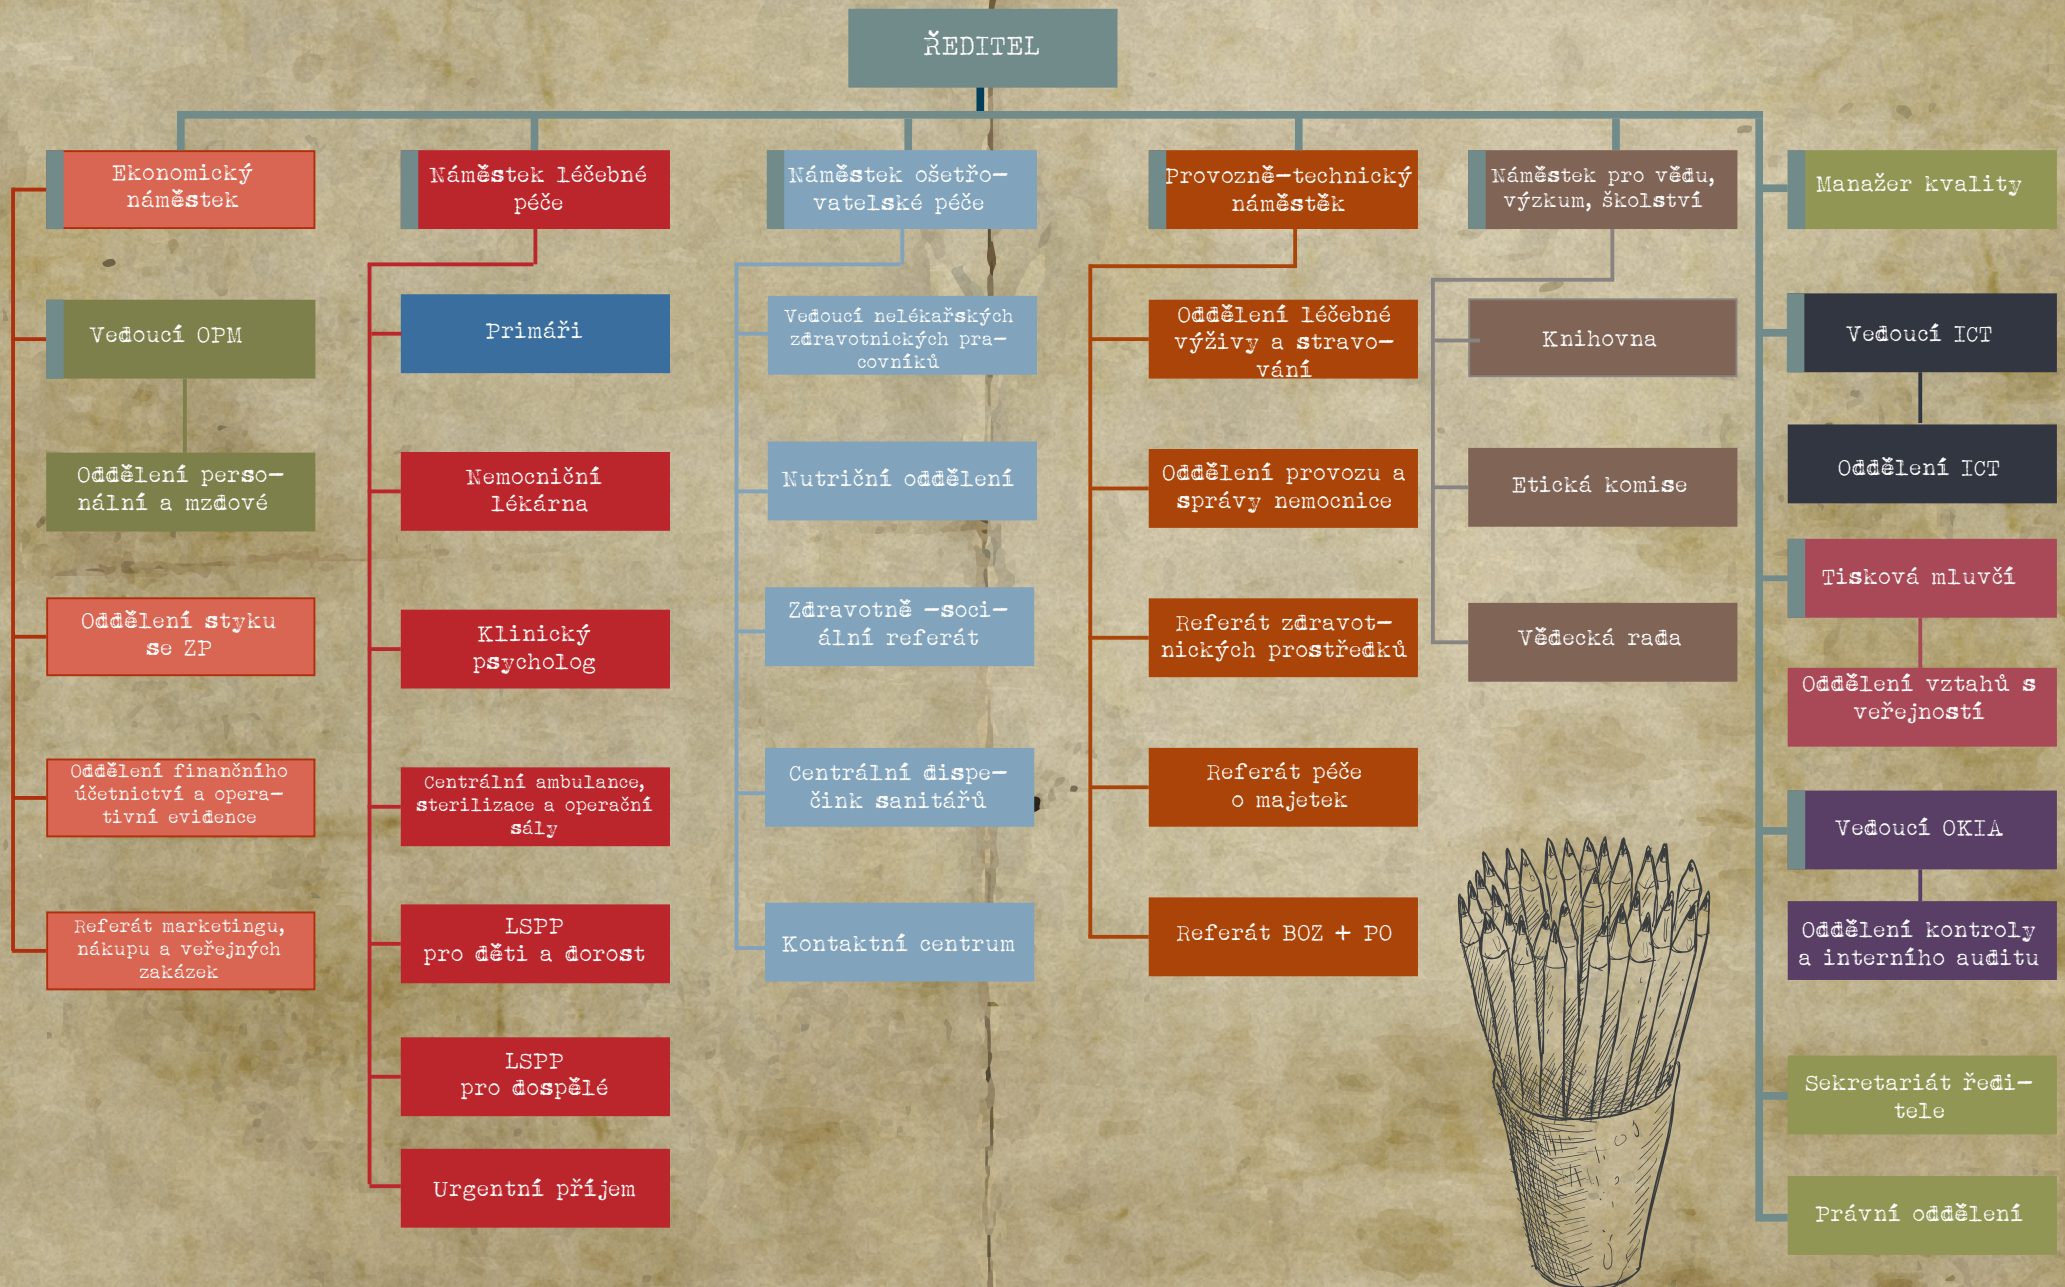 ŘEDITEL
Ekonomický
náměstek
Vedoucí OPM
Oddělení perso–
nální a mzdové
Oddělení styku
se ZP
Oddělení finančního
účetnictví a opera–
tivní evidence
Referát marketingu,
nákupu a veřejných
zakázek
Náměstek léčebné
péče
Primáři
Nemocniční
lékárna
Klinický
psycholog
Centrální ambulance,
sterilizace a operační
sály
LSPP
pro děti a dorost
LSPP
pro dospělé
Urgentní příjem
Náměstek ošetřo–
vatelské péče
Vedoucí nelékařských
zdravotnických pra–
covníků
Nutriční oddělení
Zdravotně –soci–
ální referát
Centrální dispe–
čink sanitářů
Kontaktní centrum
Provozně–technický
náměstěk
Oddělení léčebné
výživy a stravo–
vání
Oddělení provozu a
správy nemocnice
Referát zdravot–
nických prostředků
Referát péče
o majetek
Referát BOZ + PO
Náměstek pro vědu,
výzkum, školství
Knihovna
Etická komise
Vědecká rada
Manažer kvality
Vedoucí ICT
Oddělení ICT
Tisková mluvčí
Oddělení vztahů s
veřejností
Vedoucí OKIA
Oddělení kontroly
a interního auditu
Sekretariát ředi–
tele
Právní oddělení